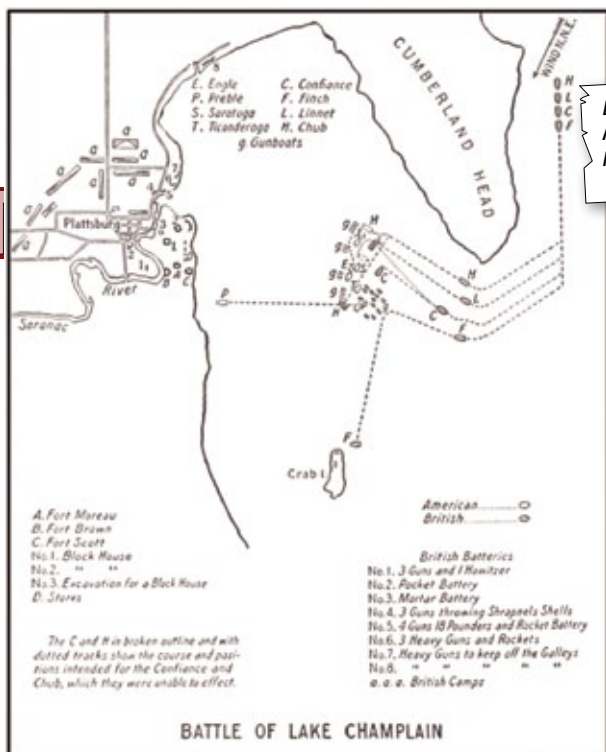 E. Engle
P. Preble
S. Saratoga
T. Ticonderoga
C. Confiance
F. Finch
L. Linnet
H. Chub
g. Gunboats
CUMBERLAND HEAD
WIND N.N.E.
H
L
C
F
Plattsburg
River
Saranac
P
H
L
C
F
F
Crab I.
A. Fort Moreau
B. Fort Brown
C. Fort Scott
No.1. Block House
No.2. " "
No.3. Excavation for a Block House
D. Stores
The C and H in broken outline and with
dotted tracks show the course and posi-
tions intended for the Confiance and
Chub, which they were unable to effect.
American
British
British Batteries
No.1. 3 Guns and 1 Howitzer
No.2. Rocket Battery
No.3. Mortar Battery
No.4. 3 Guns throwing Shrapnels Shells
No.5. 4 Guns 18 Pounders and Rocket Battery
No.6. 3 Heavy Guns and Rockets
No.7. Heavy Guns to keep off the Galleys
No.8. " " " " "
a. a. a. British Camps
BATTLE OF LAKE CHAMPLAIN